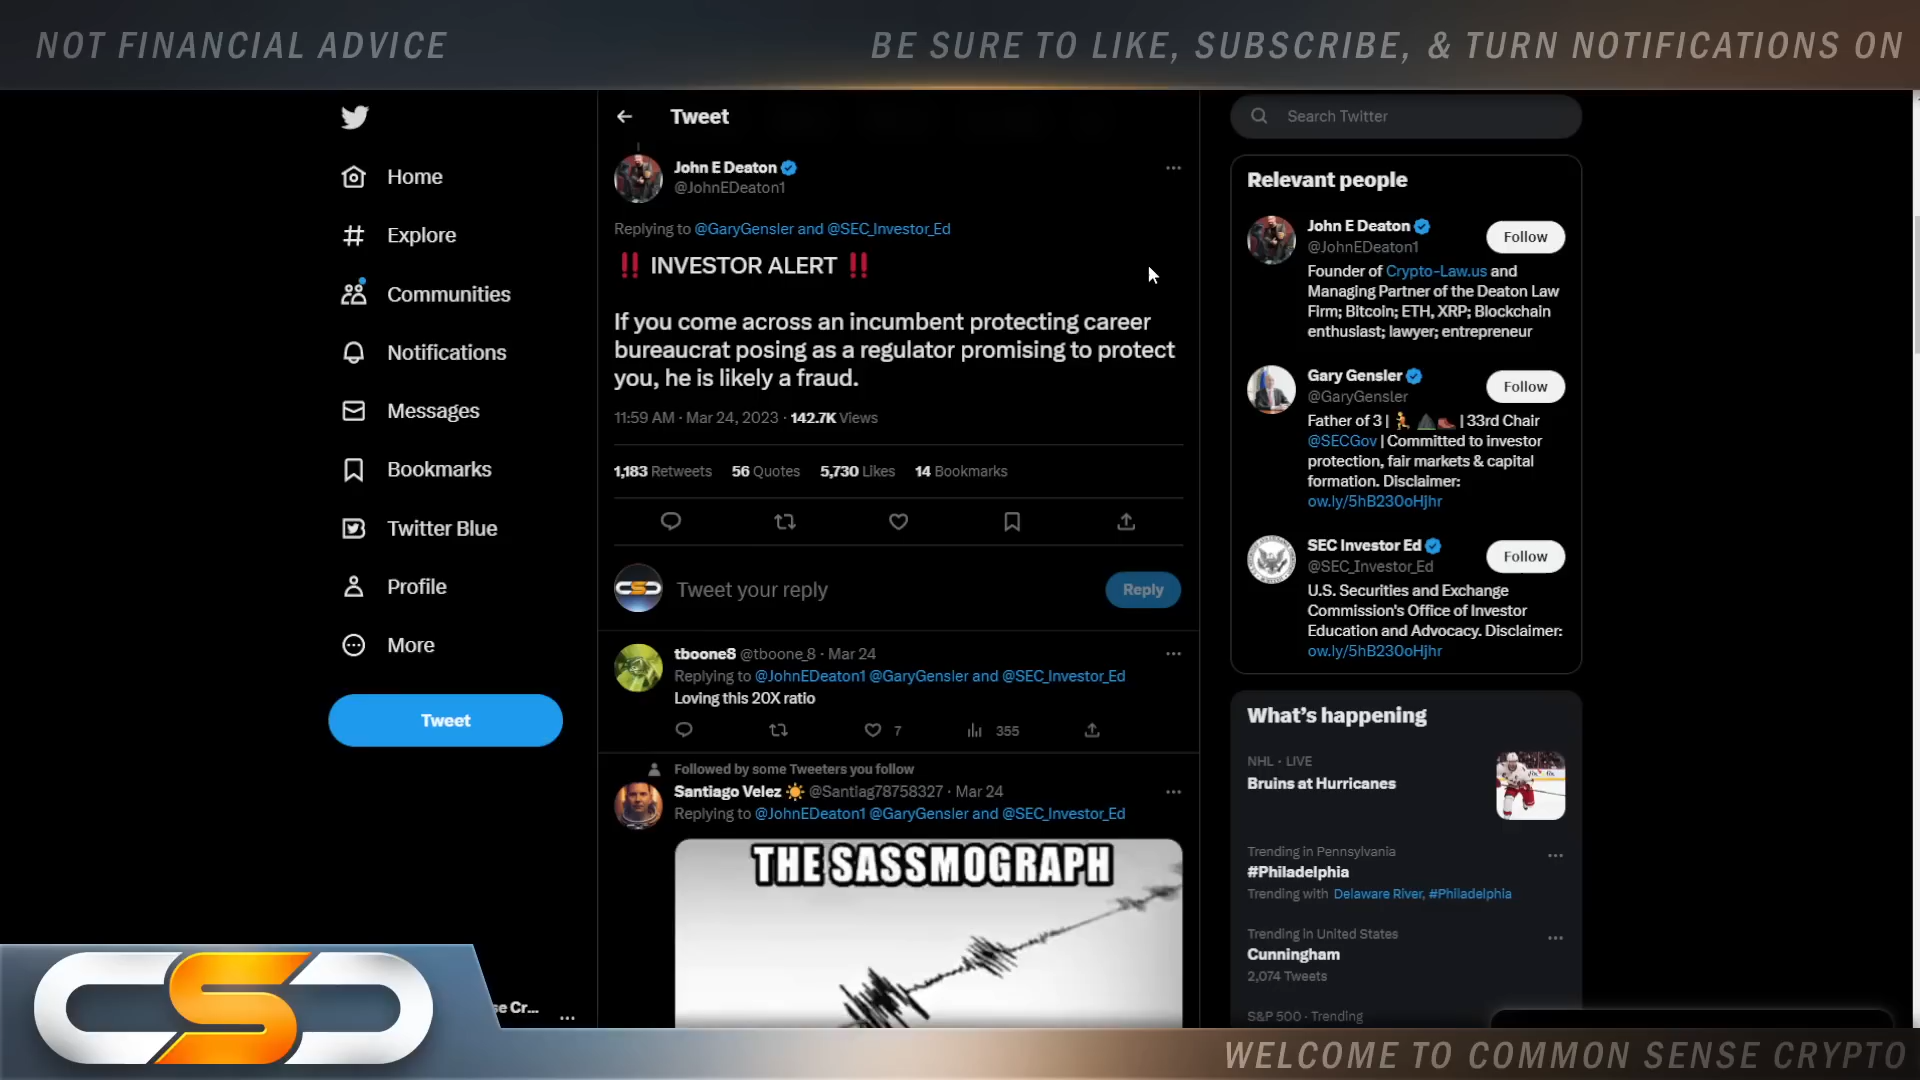 NOT FINANCIAL ADVICE
BE SURE TO LIKE, SUBSCRIBE, & TURN NOTIFICATIONS ON
Home
Explore
Communities
Notifications
Messages
Bookmarks
Twitter Blue
Profile
More
Tweet
se Cr...
Tweet
John E Deaton
@JohnEDeaton1
Replying to @GaryGensler and @SEC_Investor_Ed
‼️ INVESTOR ALERT ‼️
If you come across an incumbent protecting career
bureaucrat posing as a regulator promising to protect
you, he is likely a fraud.
11:59 AM · Mar 24, 2023 · 142.7K Views
1,183 Retweets 56 Quotes 5,730 Likes 14 Bookmarks
Tweet your reply
Reply
tboone8 @tboone_8 · Mar 24
Replying to @JohnEDeaton1 @GaryGensler and @SEC_Investor_Ed
Loving this 20X ratio
7 355
Followed by some Tweeters you follow
Santiago Velez @Santiag78758327 · Mar 24
Replying to @JohnEDeaton1 @GaryGensler and @SEC_Investor_Ed
THE SASSMOGRAPH
Search Twitter
Relevant people
John E Deaton
@JohnEDeaton1
Follow
Founder of Crypto-Law.us and
Managing Partner of the Deaton Law
Firm; Bitcoin; ETH, XRP; Blockchain
enthusiast; lawyer; entrepreneur
Gary Gensler
@GaryGensler
Follow
Father of 3 | | 33rd Chair
@SECGov | Committed to investor
protection, fair markets & capital
formation. Disclaimer:
ow.ly/5hB230oHjhr
SEC Investor Ed
@SEC_Investor_Ed
Follow
U.S. Securities and Exchange
Commission's Office of Investor
Education and Advocacy. Disclaimer:
ow.ly/5hB230oHjhr
What's happening
NHL · LIVE
Bruins at Hurricanes
Trending in Pennsylvania
#Philadelphia
Trending with Delaware River, #Philadelphia
Trending in United States
Cunningham
2,074 Tweets
S&P 500 · Trending
CSC
WELCOME TO COMMON SENSE CRYPTO